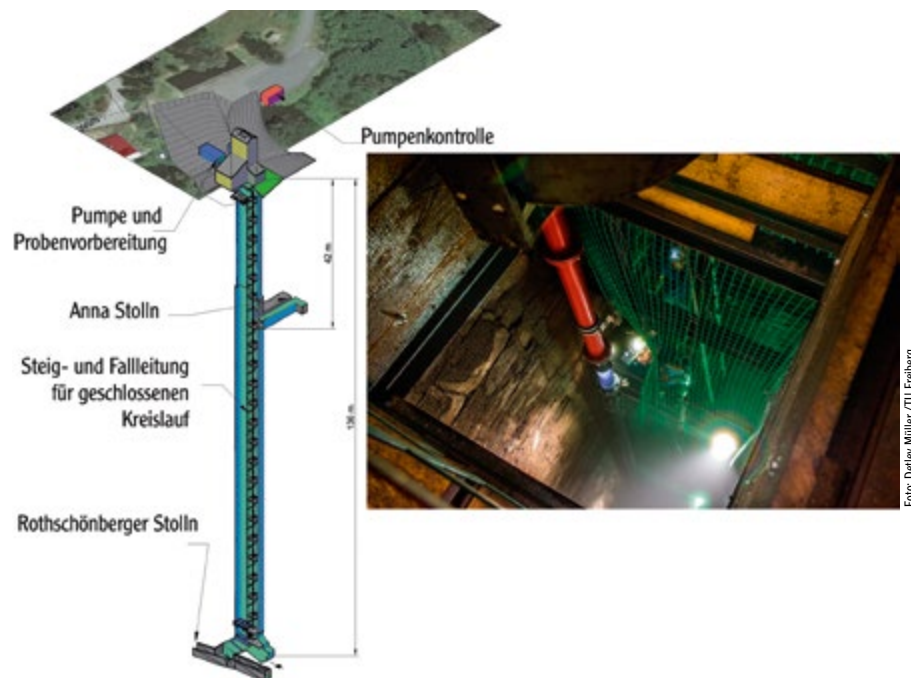 Pumpenkontrolle
Pumpe und
Probenvorbereitung
42 m
Anna Stolln
Steig- und Fallleitung
für geschlossenen
Kreislauf
136 m
Rothschönberger Stolln
Foto: Detlev Müller /TU Freiberg